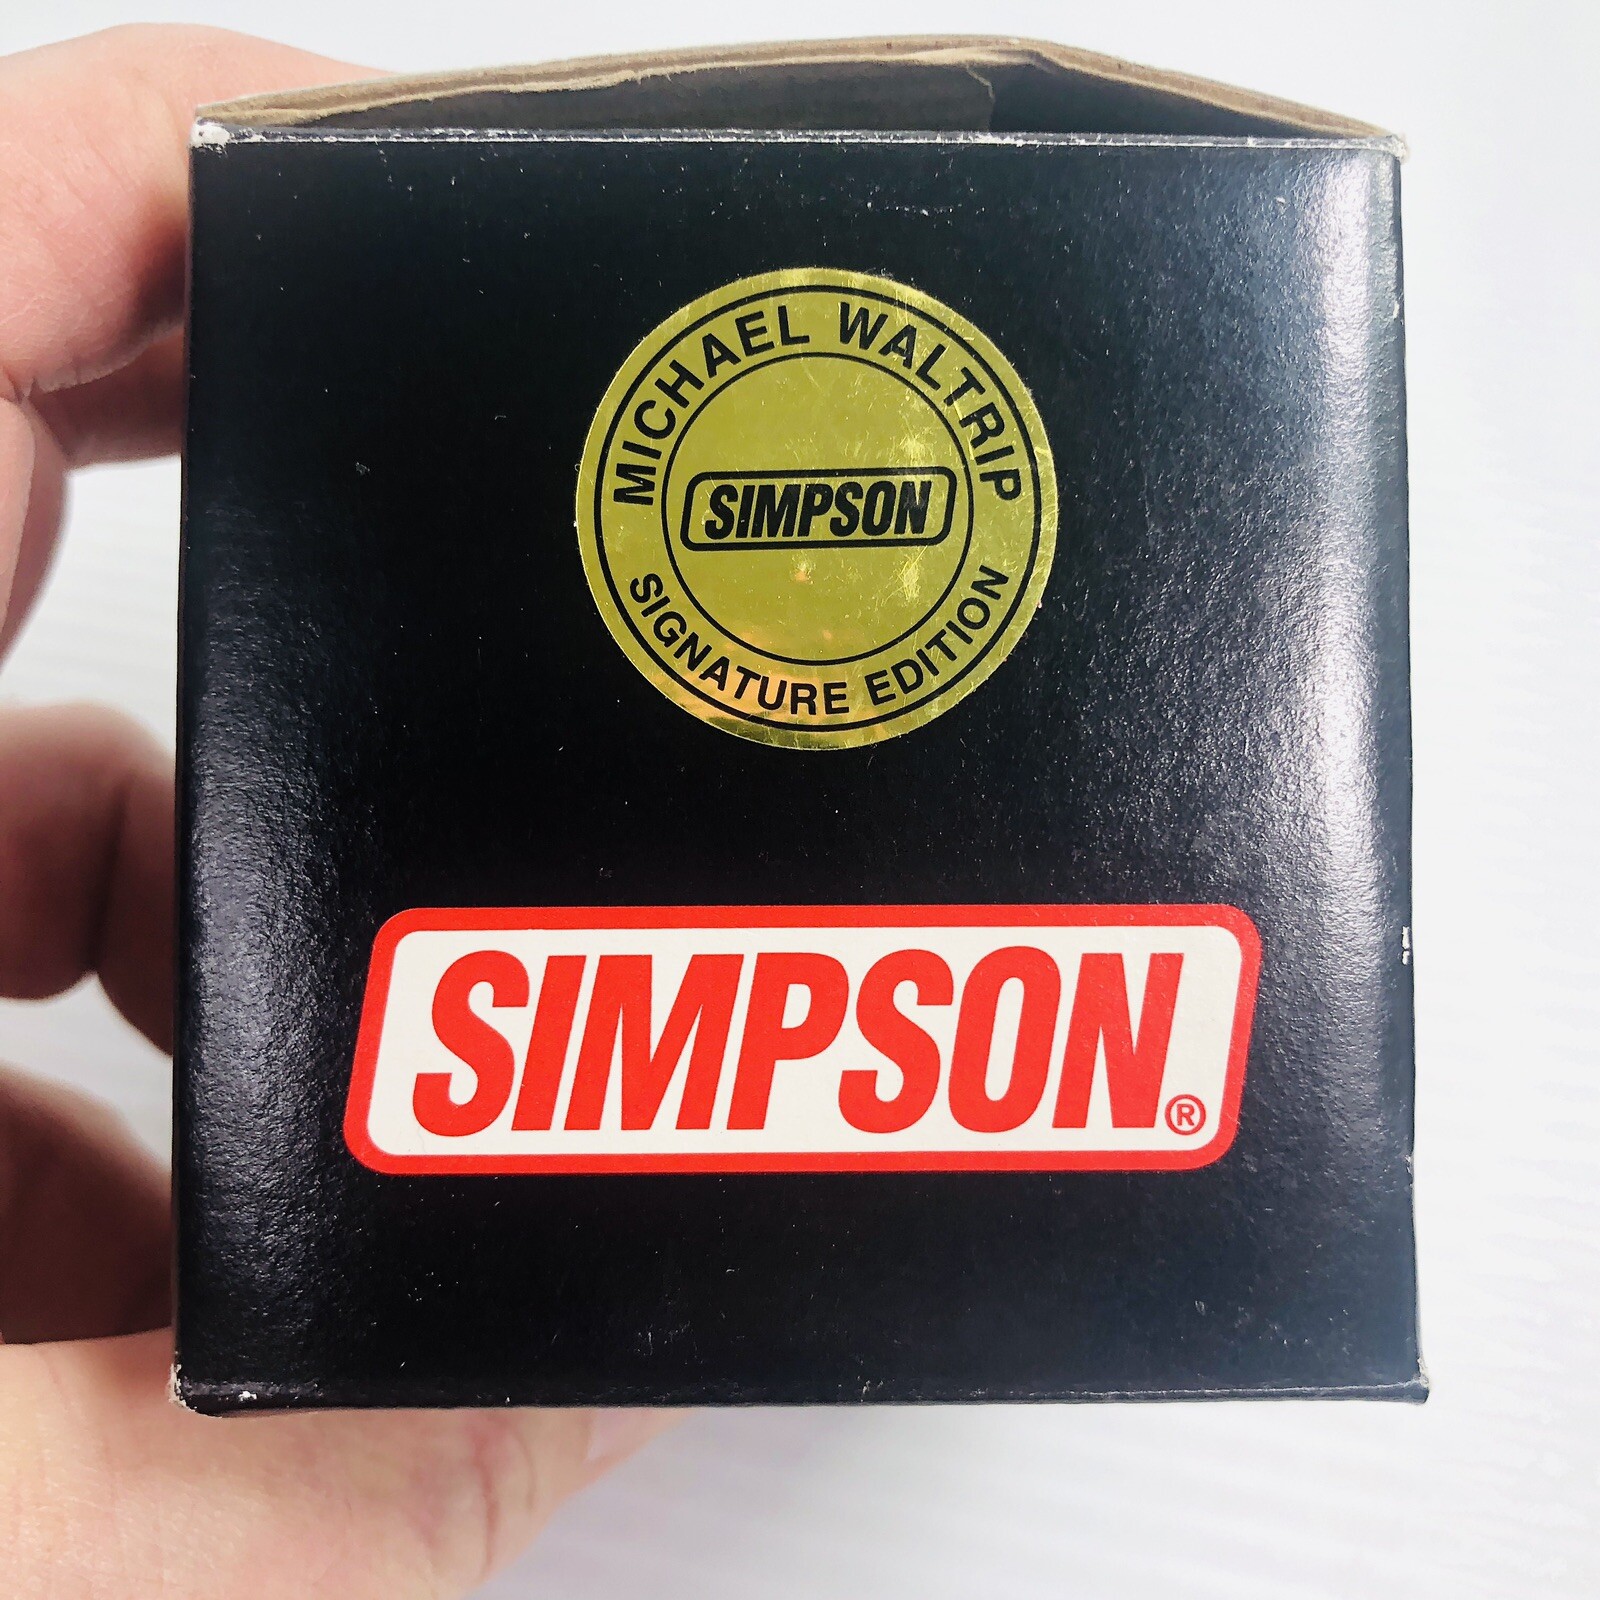 MICHAEL WALTRIP
SIMPSON
SIGNATURE EDITION
SIMPSON®